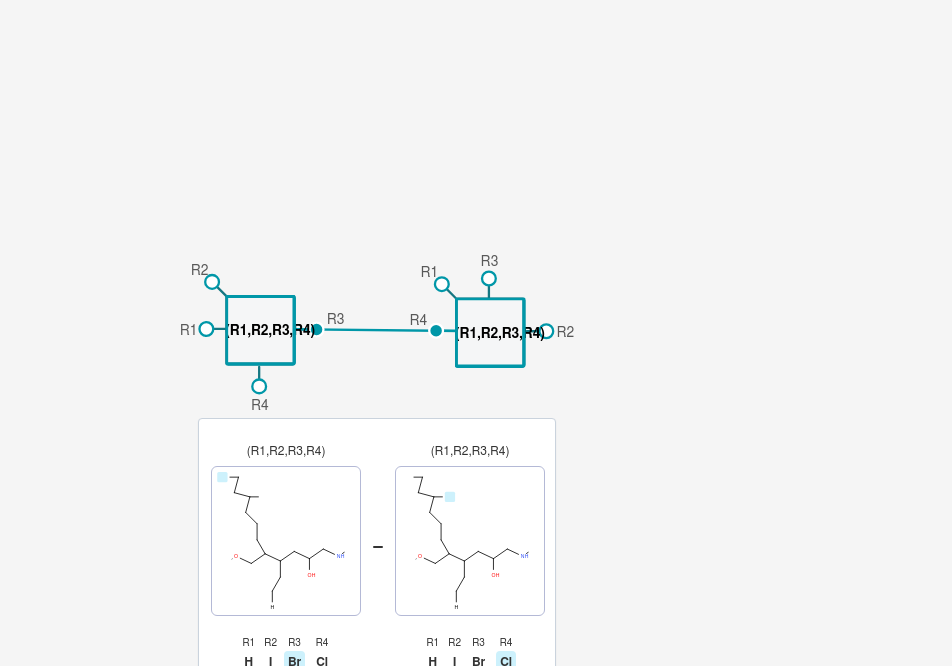 R2
R1
R3
R1
(R1,R2,R3,R4)
R3
R4
(R1,R2,R3,R4)
R2
R4
(R1,R2,R3,R4)
(R1,R2,R3,R4)
O
NH
OH
H
–
O
NH
OH
H
R1 R2 R3 R4
R1 R2 R3 R4
H I Br Cl
H I Br Cl